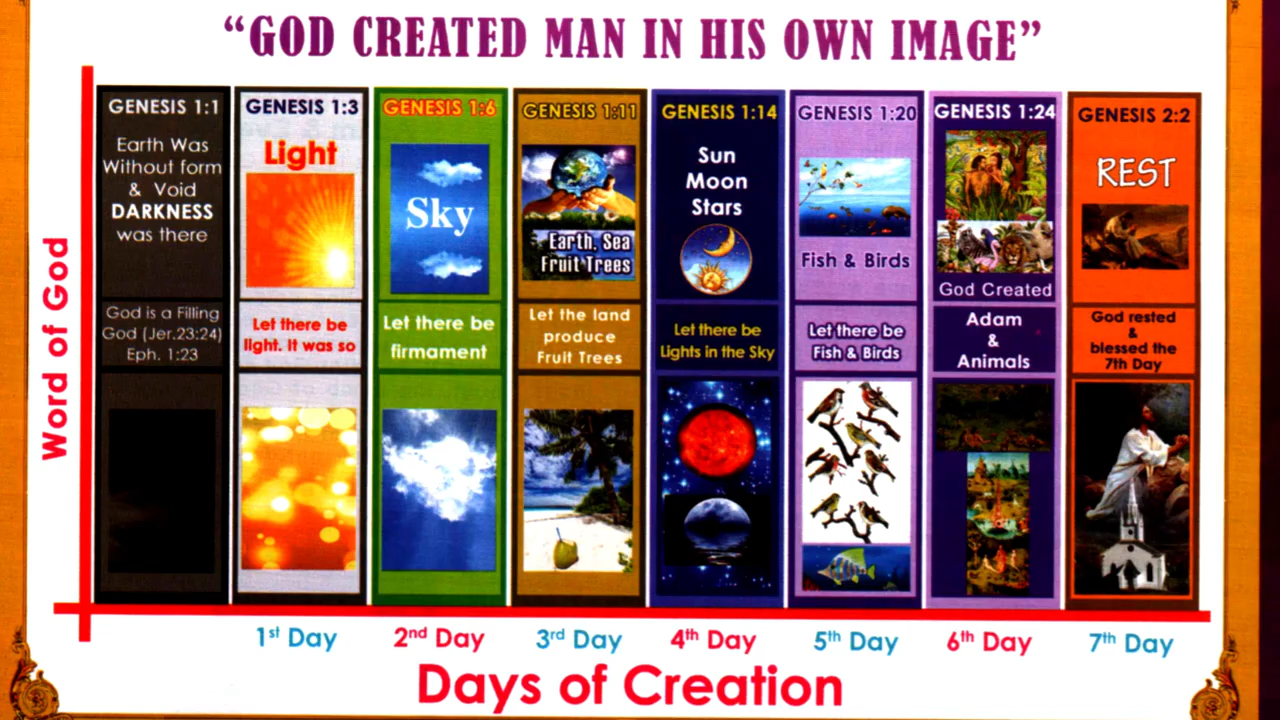 “GOD CREATED MAN IN HIS OWN IMAGE”
Word of God
GENESIS 1:1
Earth Was
Without form
& Void
DARKNESS
was there
God is a Filling
God (Jer.23:24)
Eph. 1:23
GENESIS 1:3
Light
Let there be
light. It was so
GENESIS 1:6
Sky
Let there be
firmament
GENESIS 1:11
Earth, Sea
Fruit Trees
Let the land
produce
Fruit Trees
GENESIS 1:14
Sun
Moon
Stars
Let there be
Lights in the Sky
GENESIS 1:20
Fish & Birds
Let there be
Fish & Birds
GENESIS 1:24
God Created
Adam
&
Animals
GENESIS 2:2
REST
God rested
&
blessed the
7th Day
1st Day
2nd Day
3rd Day
4th Day
5th Day
6th Day
7th Day
Days of Creation